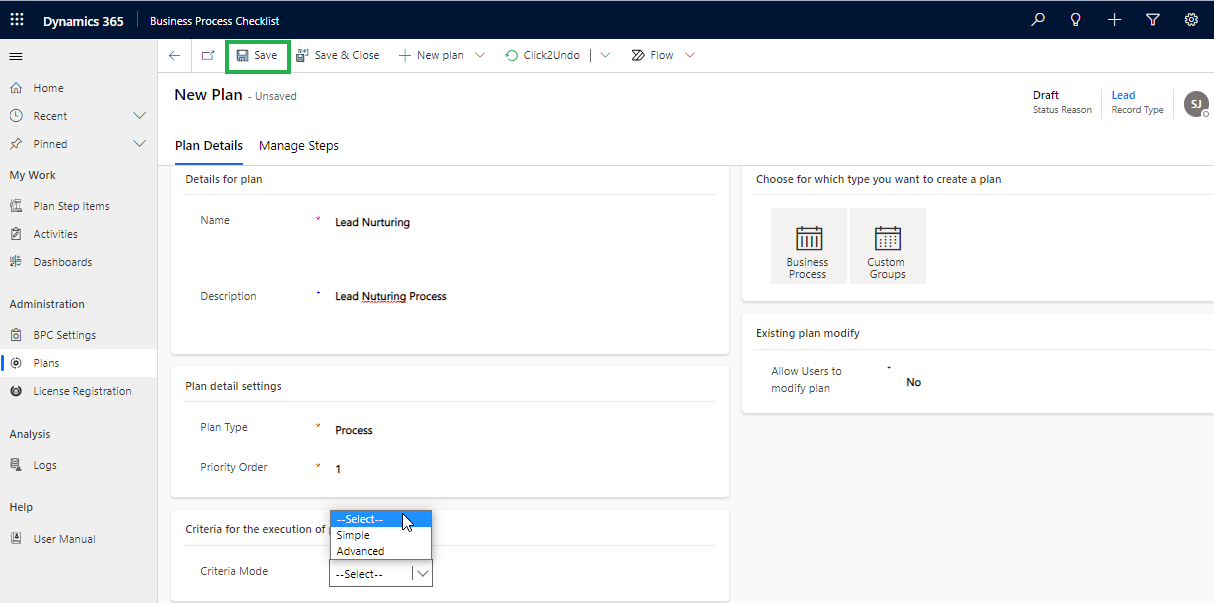 Dynamics 365 Business Process Checklist
Save Save & Close New plan Click2Undo Flow
Home
Recent
Pinned
My Work
Plan Step Items
Activities
Dashboards
Administration
BPC Settings
Plans
License Registration
Analysis
Logs
Help
User Manual
New Plan - Unsaved
Draft
Status Reason
Lead
Record Type
SJ
Plan Details Manage Steps
Details for plan
Name * Lead Nurturing
Description Lead Nuturing Process
Plan detail settings
Plan Type * Process
Priority Order * 1
Criteria for the execution of
--Select--
Simple
Advanced
Criteria Mode --Select--
Choose for which type you want to create a plan
Business
Process
Custom
Groups
Existing plan modify
Allow Users to
modify plan
No